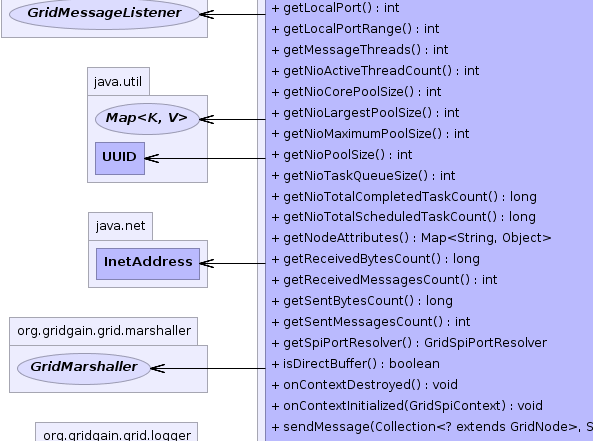 GridMessageListener
java.util
Map<K, V>
UUID
java.net
InetAddress
org.gridgain.grid.marshaller
GridMarshaller
org.gridgain.grid.logger
+ getLocalPort() : int
+ getLocalPortRange() : int
+ getMessageThreads() : int
+ getNioActiveThreadCount() : int
+ getNioCorePoolSize() : int
+ getNioLargestPoolSize() : int
+ getNioMaximumPoolSize() : int
+ getNioPoolSize() : int
+ getNioTaskQueueSize() : int
+ getNioTotalCompletedTaskCount() : long
+ getNioTotalScheduledTaskCount() : long
+ getNodeAttributes() : Map<String, Object>
+ getReceivedBytesCount() : long
+ getReceivedMessagesCount() : int
+ getSentBytesCount() : long
+ getSentMessagesCount() : int
+ getSpiPortResolver() : GridSpiPortResolver
+ isDirectBuffer() : boolean
+ onContextDestroyed() : void
+ onContextInitialized(GridSpiContext) : void
+ sendMessage(Collection<? extends GridNode>, S